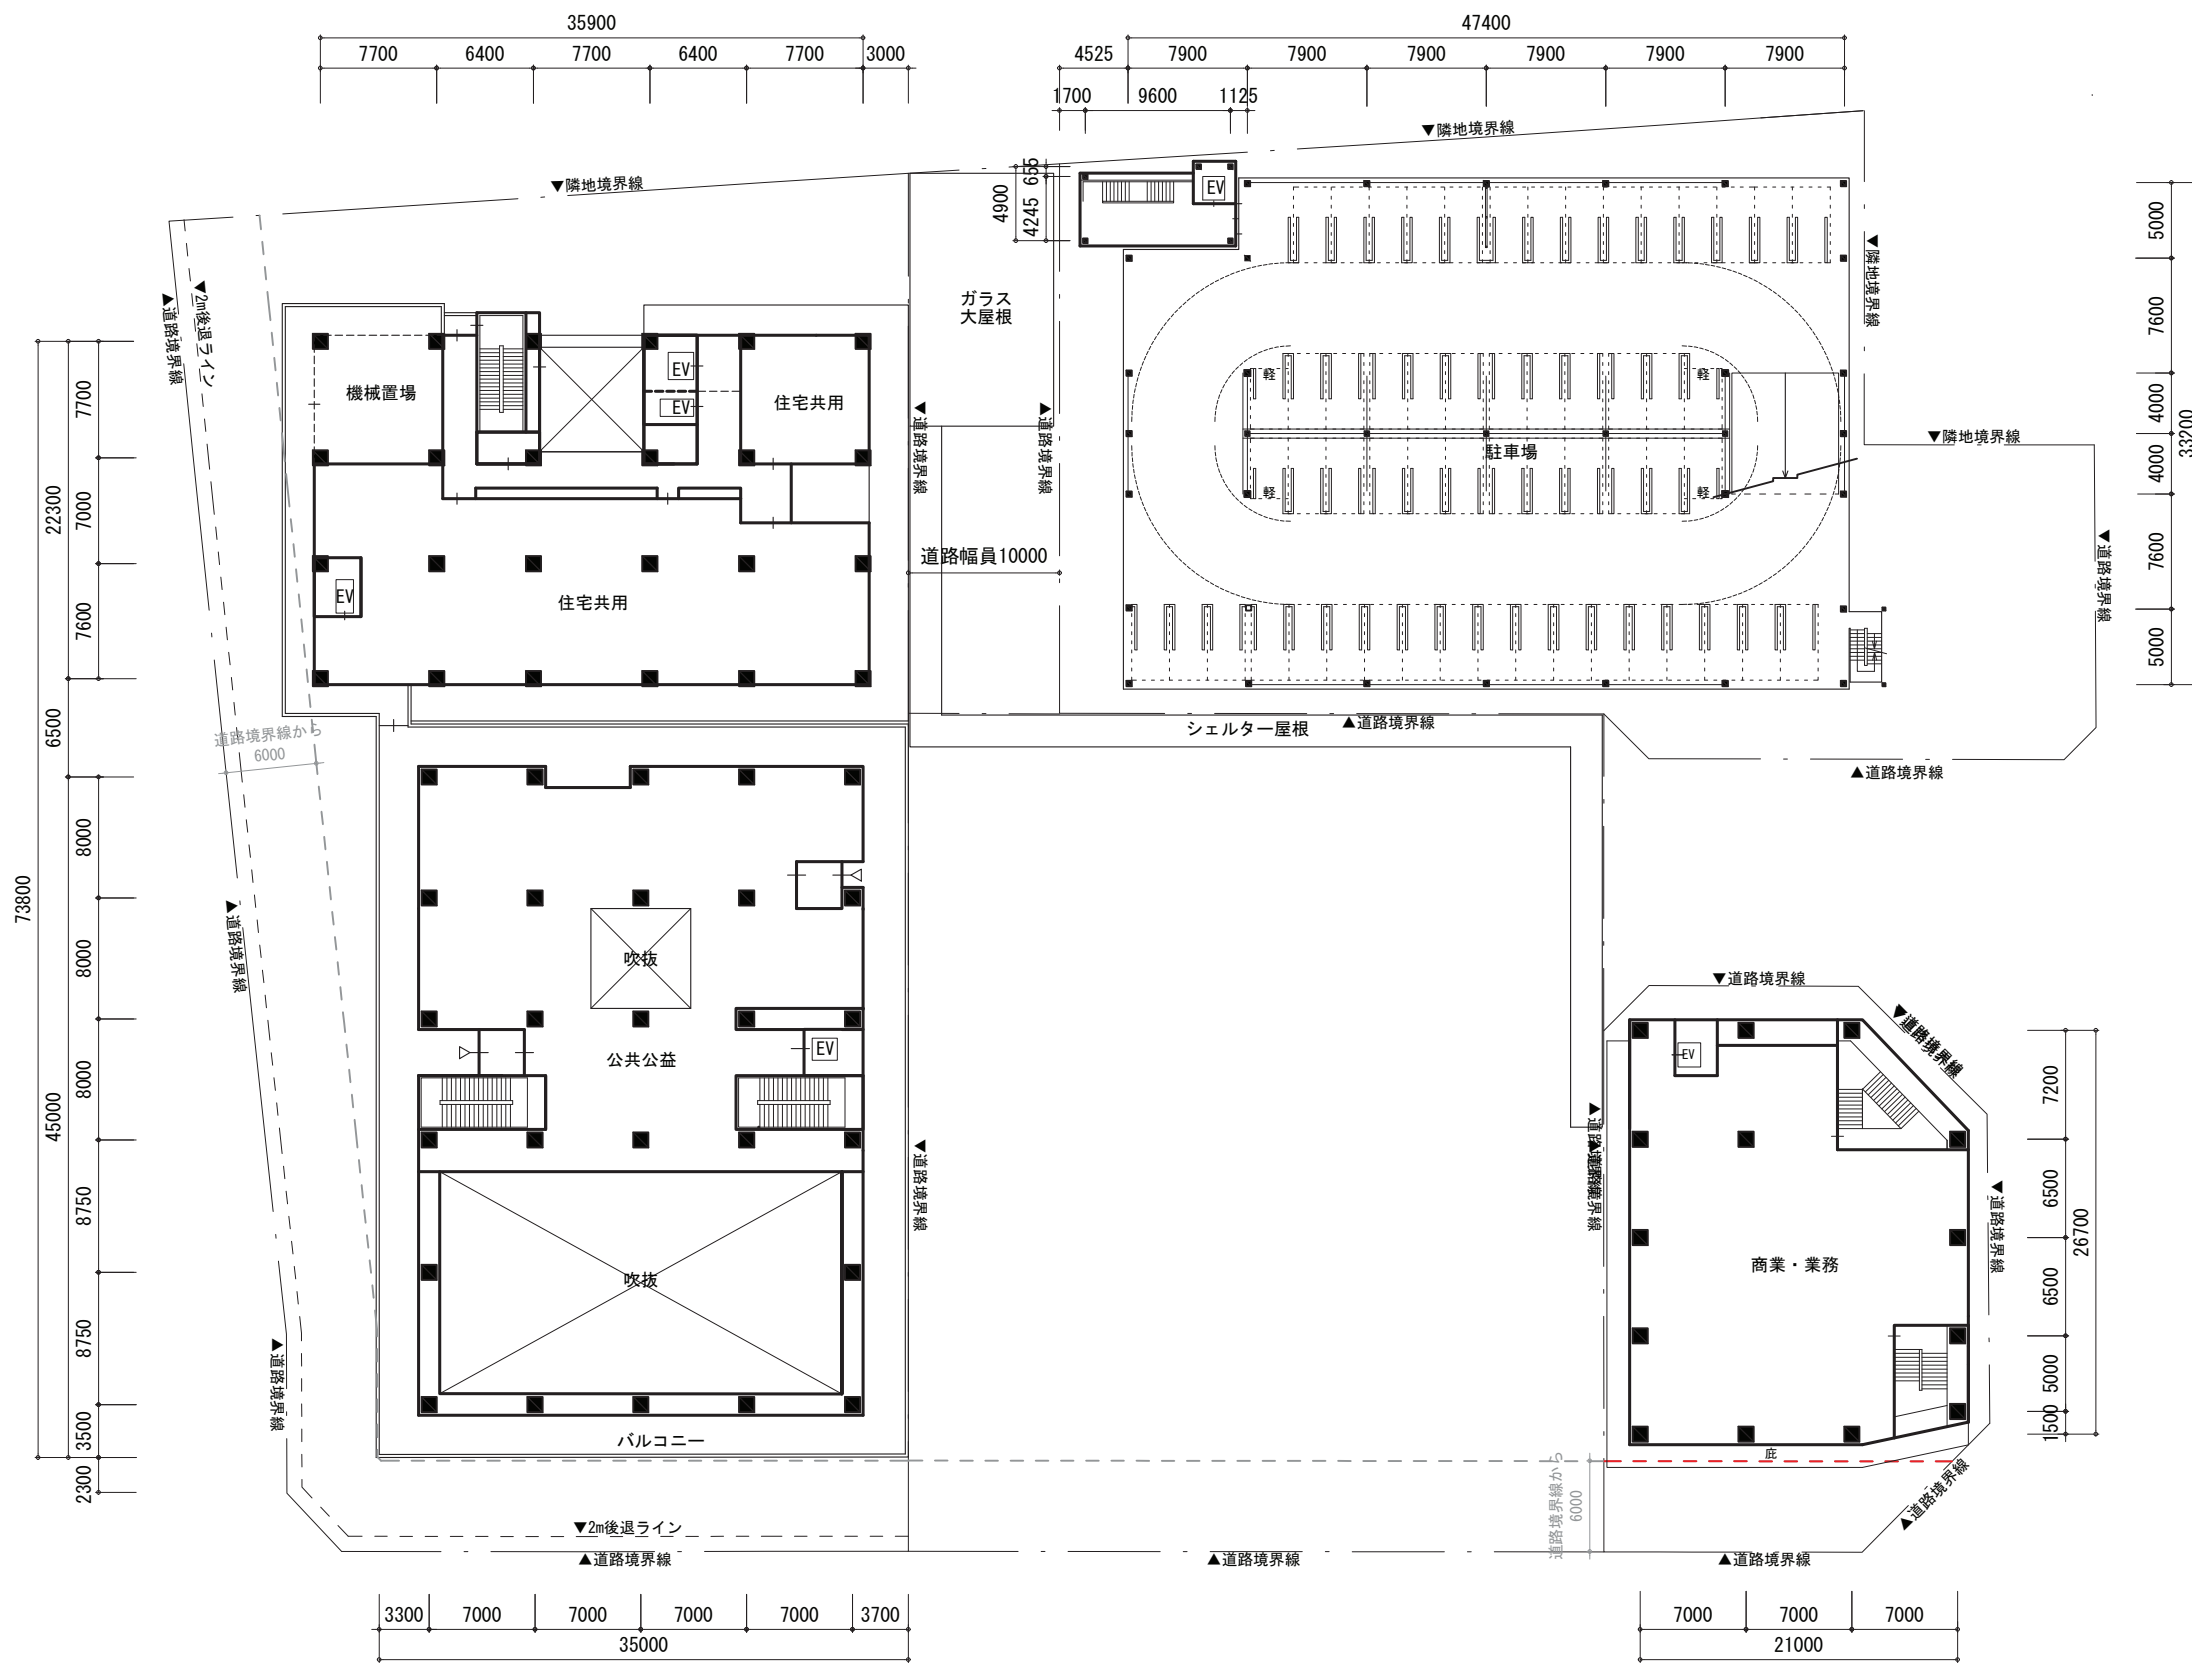 35900
47400
7700
6400
7700
6400
7700
3000
4525
7900
7900
7900
7900
7900
7900
1700
9600
1125
▼隣地境界線
▼隣地境界線
655
4900
4245
EV
5000
▼隣地境界線
▼2m後退ライン
▼道路境界線
ガラス
大屋根
7600
機械置場
EV
EV
住宅共用
軽
軽
7700
4000
33200
▼道路境界線
▼道路境界線
駐車場
▼隣地境界線
4000
軽
軽
22300
7000
道路幅員10000
7600
▼道路境界線
EV
住宅共用
7600
5000
6500
道路境界線から
6000
シェルター屋根
▲道路境界線
▲道路境界線
8000
73800
8000
▼道路境界線
吹抜
▼道路境界線
▼道路境界線
8000
公共公益
EV
EV
7200
45000
▼道路境界線
▼道路境界線
8750
6500
▼道路境界線
26700
商業・業務
吹抜
6500
8750
▼道路境界線
5000
3500
バルコニー
1500
庇
2300
道路境界線から
6000
▲道路境界線
▼2m後退ライン
▲道路境界線
▲道路境界線
▲道路境界線
3300
7000
7000
7000
7000
3700
35000
7000
7000
7000
21000